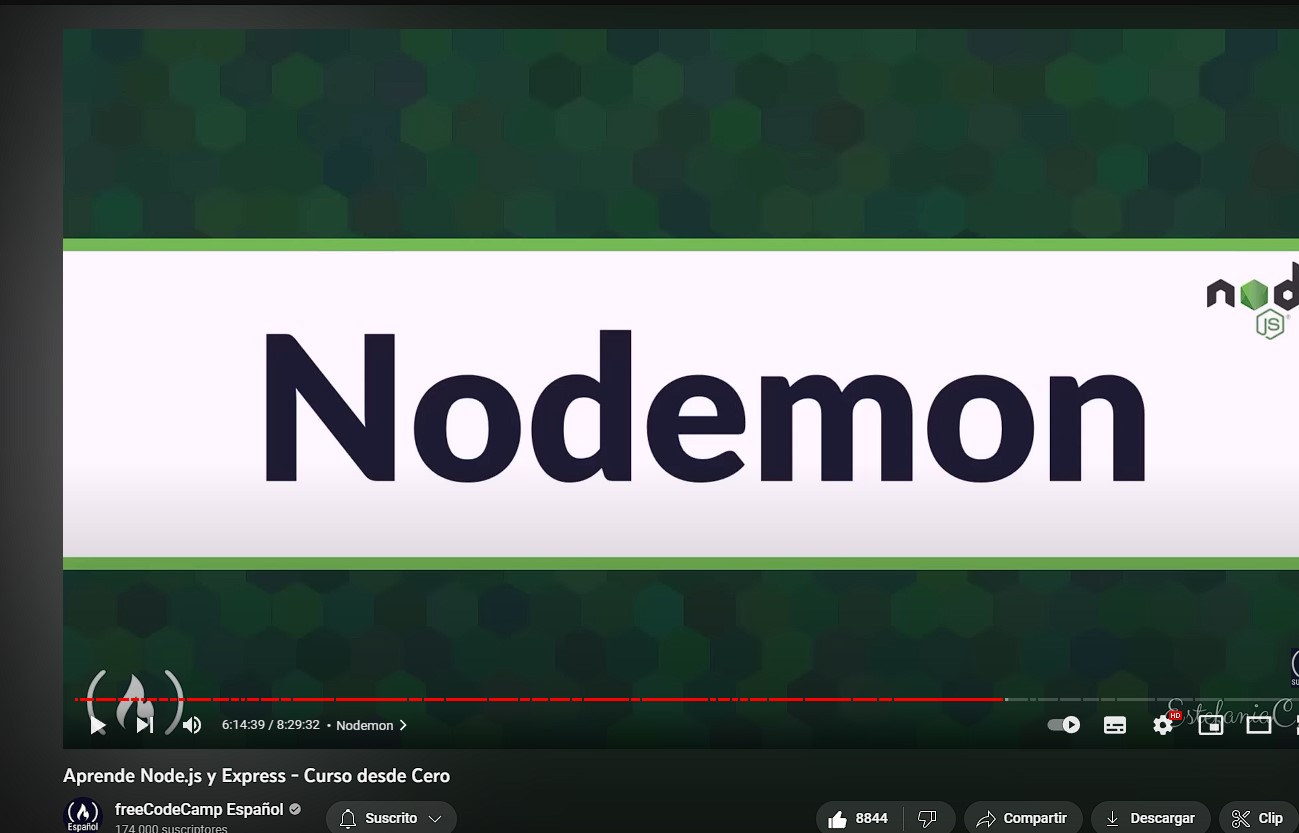 nod
JS
Nodemon
6:14:39 / 8:29:32 • Nodemon
HD
EstefaniaC
Aprende Node.js y Express - Curso desde Cero
freeCodeCamp Español
Español
174.000 suscriptores
Suscrito
8844
Compartir
Descargar
Clip